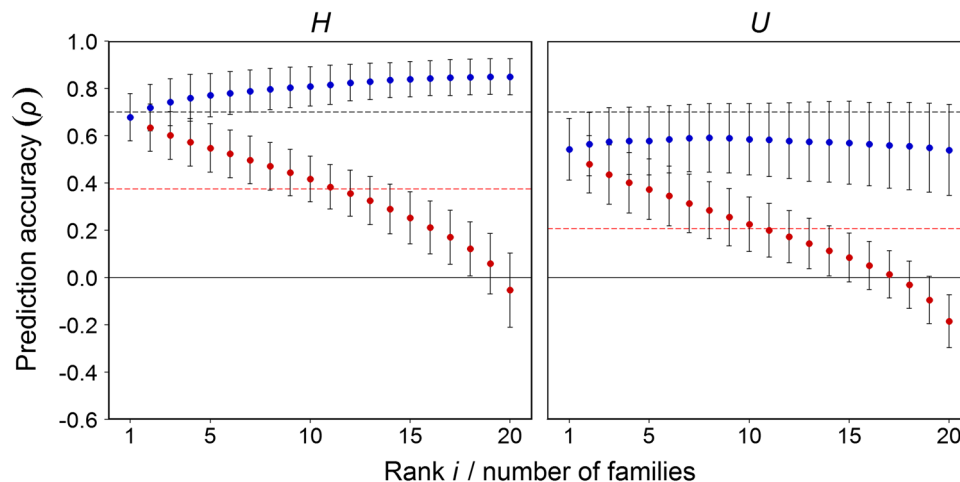 H
U
Prediction accuracy (ρ)
1.0
0.8
0.6
0.4
0.2
0.0
-0.2
-0.4
-0.6
1 5 10 15 20
1 5 10 15 20
Rank i / number of families